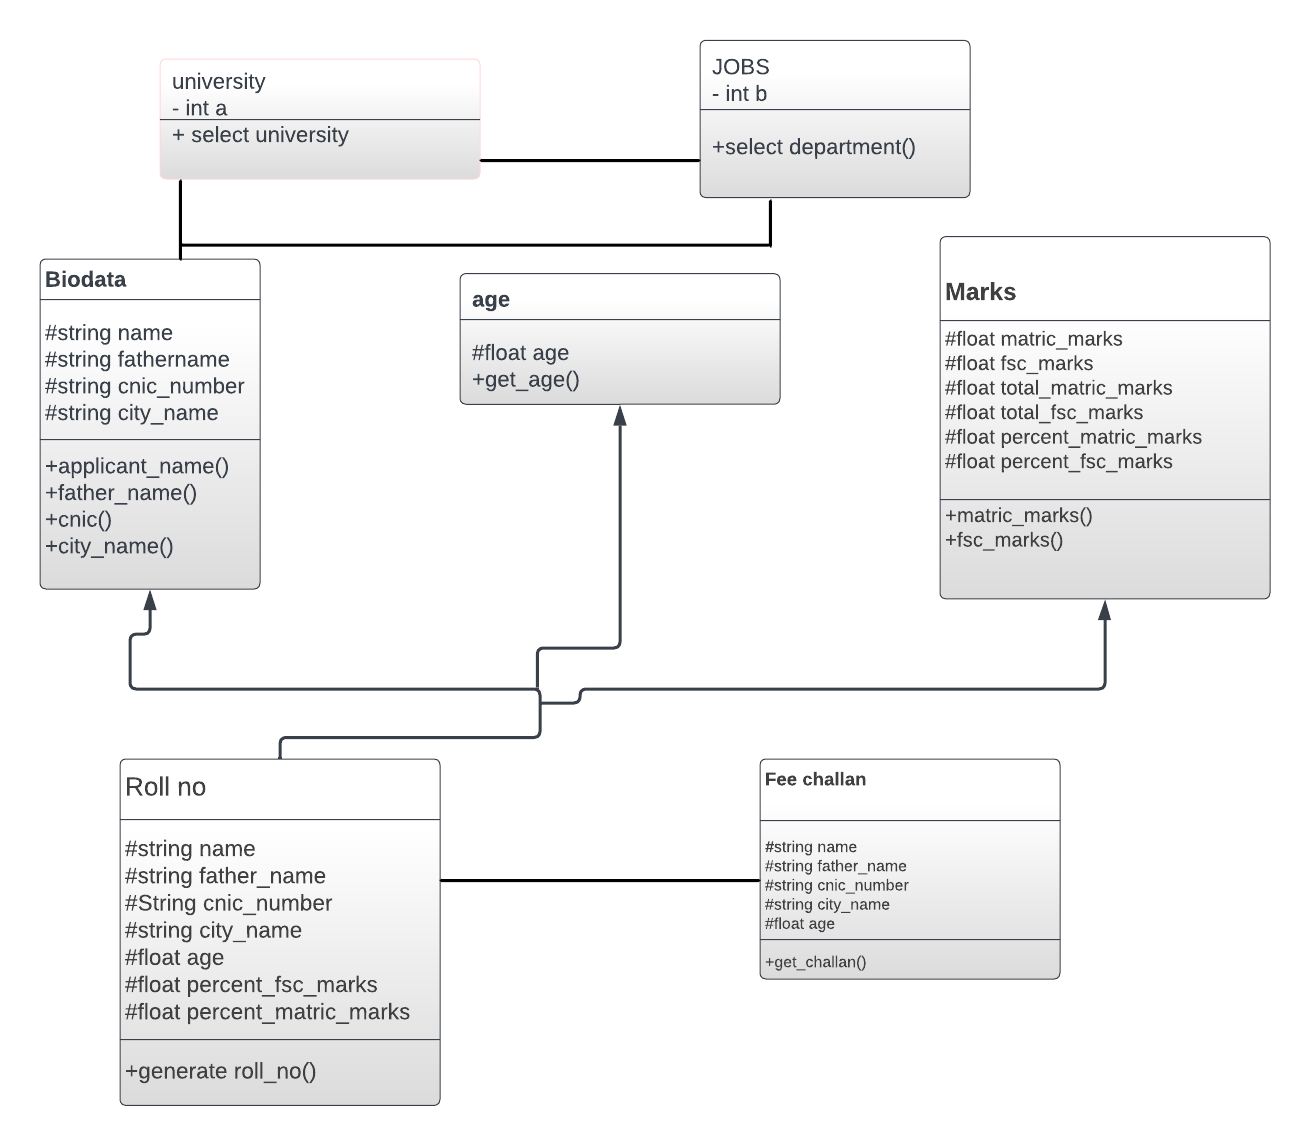 university
- int a
+ select university
JOBS
- int b
+select department()
Biodata
#string name
#string fathername
#string cnic_number
#string city_name
+applicant_name()
+father_name()
+cnic()
+city_name()
age
#float age
+get_age()
Marks
#float matric_marks
#float fsc_marks
#float total_matric_marks
#float total_fsc_marks
#float percent_matric_marks
#float percent_fsc_marks
+matric_marks()
+fsc_marks()
Roll no
#string name
#string father_name
#String cnic_number
#string city_name
#float age
#float percent_fsc_marks
#float percent_matric_marks
+generate roll_no()
Fee challan
#string name
#string father_name
#string cnic_number
#string city_name
#float age
+get_challan()